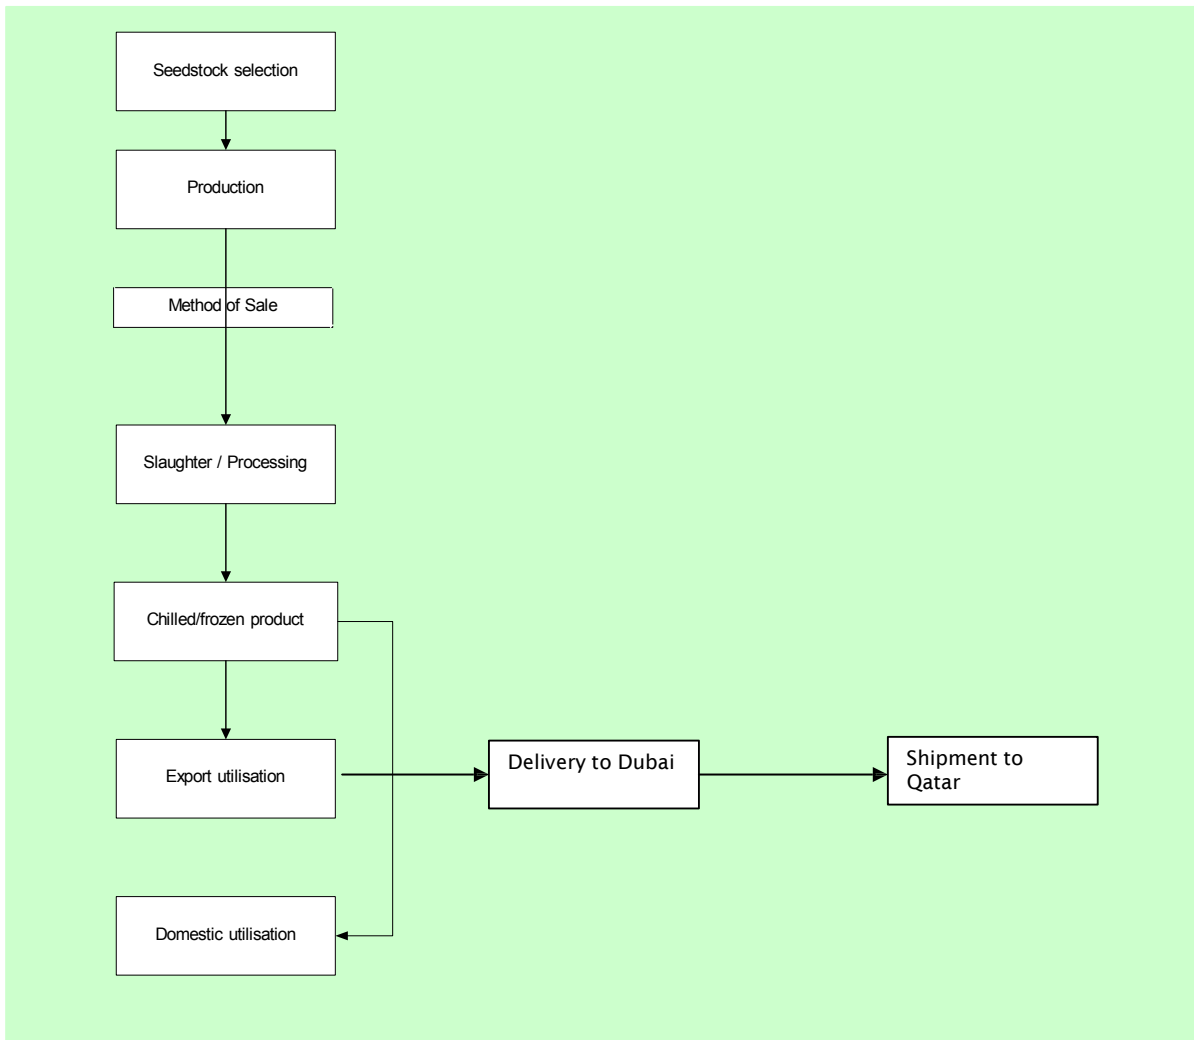 Seedstock selection
Production
Method of Sale
Slaughter / Processing
Chilled/frozen product
Export utilisation
Delivery to Dubai
Shipment to
Qatar
Domestic utilisation